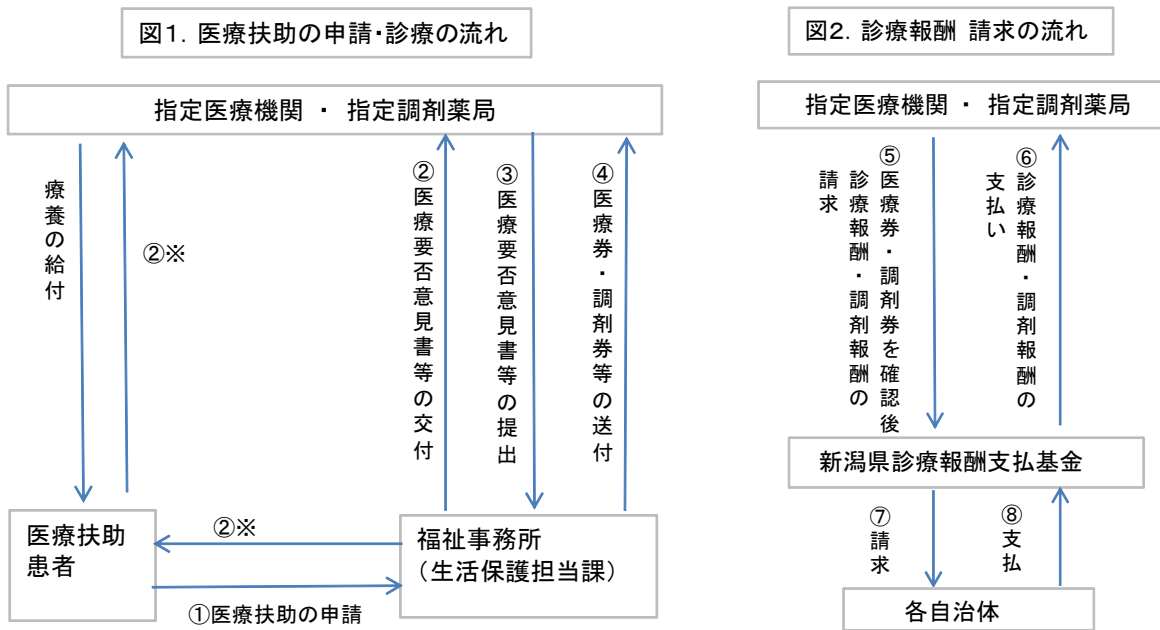 図1. 医療扶助の申請・診療の流れ
指定医療機関 ・ 指定調剤薬局
療養の給付
②※
②医療要否意見書等の交付
③医療要否意見書等の提出
④医療券・調剤券等の送付
医療扶助
患者
②※
①医療扶助の申請
福祉事務所
(生活保護担当課)
図2. 診療報酬 請求の流れ
指定医療機関 ・ 指定調剤薬局
⑤医療券・調剤券を確認後
診療報酬・調剤報酬の
請求
⑥診療報酬・調剤報酬の
支払い
新潟県診療報酬支払基金
⑦請求
⑧支払
各自治体